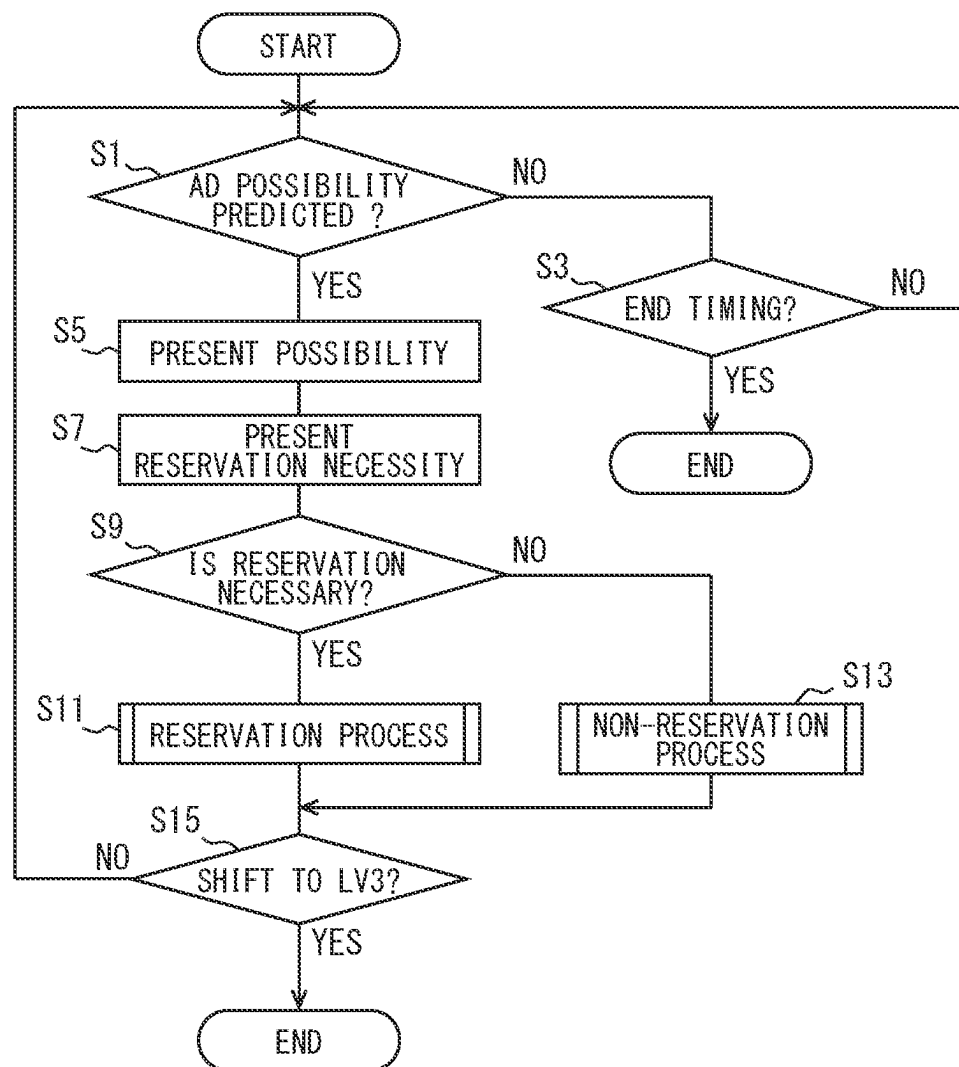 START
S1
AD POSSIBILITY
PREDICTED ?
NO
YES
S3
END TIMING?
NO
YES
END
S5
PRESENT POSSIBILITY
S7
PRESENT
RESERVATION NECESSITY
S9
IS RESERVATION
NECESSARY?
NO
YES
S11
RESERVATION PROCESS
S13
NON-RESERVATION
PROCESS
S15
SHIFT TO LV3?
NO
YES
END